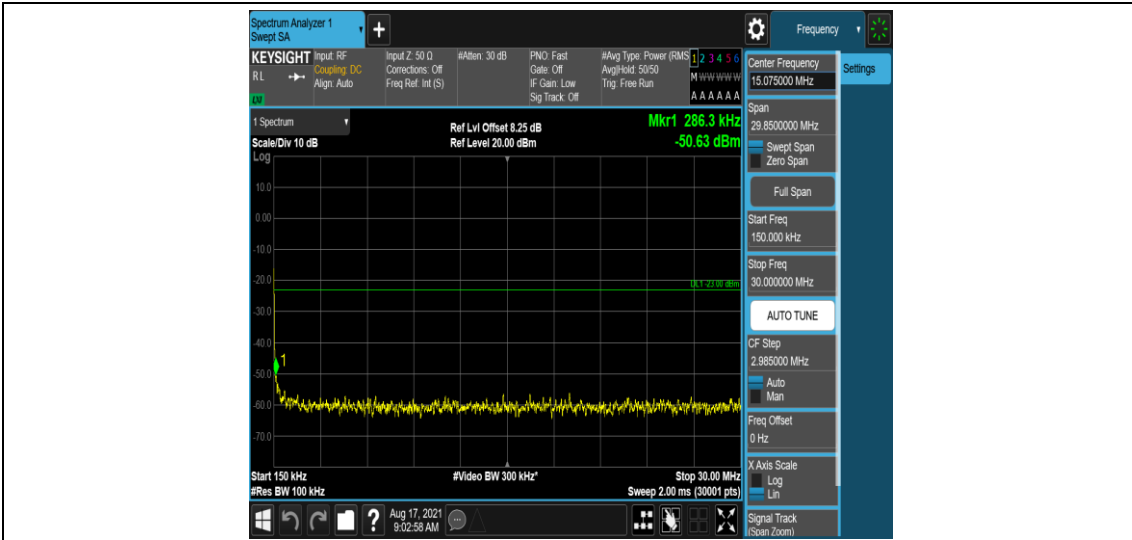 Spectrum Analyzer 1
Swept SA
+
Frequency
KEYSIGHT
RL
LXI
Input: RF
Coupling: DC
Align: Auto
Input Z: 50 Ω
Corrections: Off
Freq Ref: Int (S)
#Atten: 30 dB
PNO: Fast
Gate: Off
IF Gain: Low
Sig Track: Off
#Avg Type: Power (RMS
Avg|Hold: 50/50
Trig: Free Run
1 2 3 4 5 6
M W W W W W
A A A A A A
1 Spectrum
Scale/Div 10 dB
Log
Ref Lvl Offset 8.25 dB
Ref Level 20.00 dBm
Mkr1 286.3 kHz
-50.63 dBm
10.0
0.00
-10.0
-20.0
DL1 -23.00 dBm
-30.0
-40.0
1
-50.0
-60.0
-70.0
Start 150 kHz
#Video BW 300 kHz*
Stop 30.00 MHz
#Res BW 100 kHz
Sweep 2.00 ms (30001 pts)
?
Aug 17, 2021
9:02:58 AM
Center Frequency
15.075000 MHz
Settings
Span
29.8500000 MHz
Swept Span
Zero Span
Full Span
Start Freq
150.000 kHz
Stop Freq
30.000000 MHz
AUTO TUNE
CF Step
2.985000 MHz
Auto
Man
Freq Offset
0 Hz
X Axis Scale
Log
Lin
Signal Track
(Span Zoom)